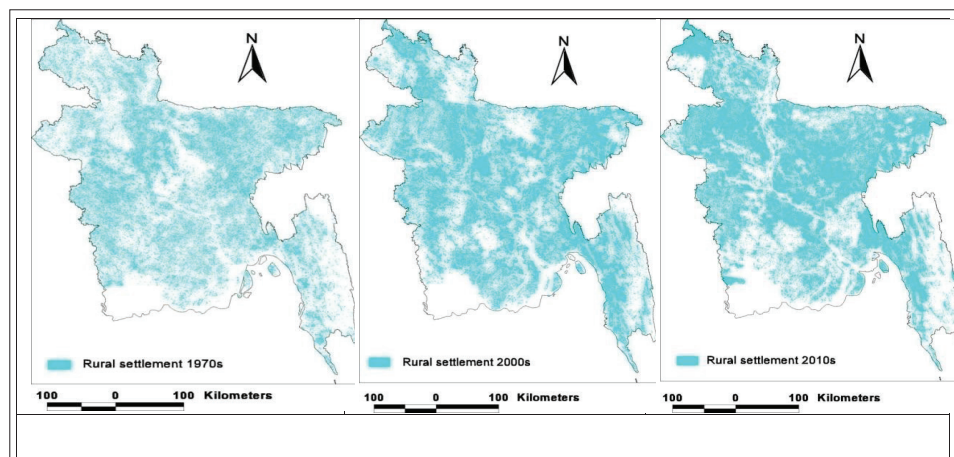 N
N
N
Rural settlement 1970s
Rural settlement 2000s
Rural settlement 2010s
100 0 100 Kilometers
100 0 100 Kilometers
100 0 100 Kilometers